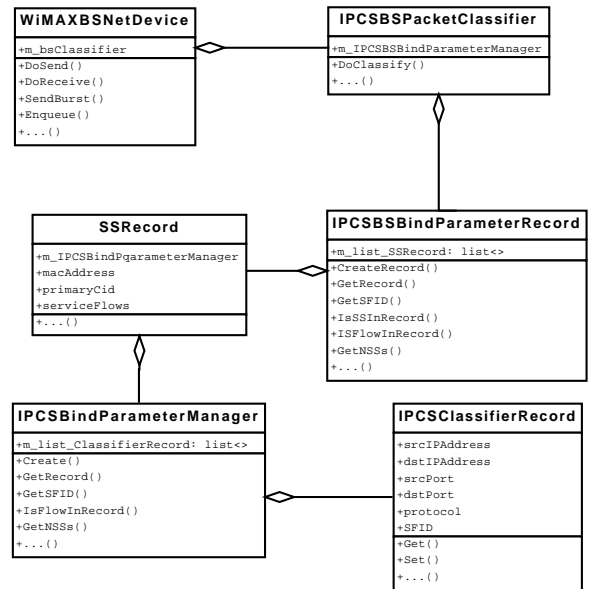 WiMAXBSNetDevice
+m_bsClassifier
+DoSend()
+DoReceive()
+SendBurst()
+Enqueue()
+...()
IPCSBSPacketClassifier
+m_IPCSBSBindParameterManager
+DoClassify()
+...()
SSRecord
+m_IPCSBindPqarameterManager
+macAddress
+primaryCid
+serviceFlows
+...()
IPCSBSBindParameterRecord
+m_list_SSRecord: list<>
+CreateRecord()
+GetRecord()
+GetSFID()
+IsSSInRecord()
+ISFlowInRecord()
+GetNSSs()
+...()
IPCSBindParameterManager
+m_list_ClassifierRecord: list<>
+Create()
+GetRecord()
+GetSFID()
+IsFlowInRecord()
+GetNSSs()
+...()
IPCSClassifierRecord
+srcIPAddress
+dstIPAddress
+srcPort
+dstPort
+protocol
+SFID
+Get()
+Set()
+...()